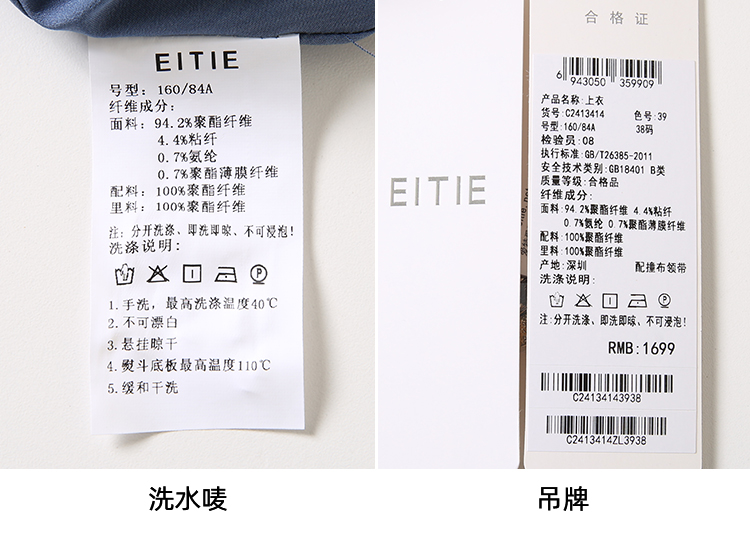 EITIE
号型: 160/84A
纤维成分:
面料: 94.2%聚酯纤维
4.4%粘纤
0.7%氨纶
0.7%聚酯薄膜纤维
配料: 100%聚酯纤维
里料: 100%聚酯纤维
注: 分开洗涤、即洗即晾、不可浸泡!
洗涤说明:
1.手洗，最高洗涤温度40℃
2.不可漂白
3.悬挂晾干
4.熨斗底板最高温度110℃
5.缓和干洗
洗水唛
EITIE
合格证
6 943050 359909
产品名称:上衣
货号:C2413414 色号:39
号型:160/84A 38码
检验员:08
执行标准:GB/T26385-2011
安全技术类别:GB18401 B类
质量等级:合格品
纤维成分:
面料:94.2%聚酯纤维 4.4%粘纤
0.7%氨纶 0.7%聚酯薄膜纤维
配料:100%聚酯纤维
里料:100%聚酯纤维
产地:深圳 配撞布领带
洗涤说明:
注:分开洗涤、即洗即晾、不可浸泡!
RMB:1699
C24134143938
C2413414ZL3938
吊牌